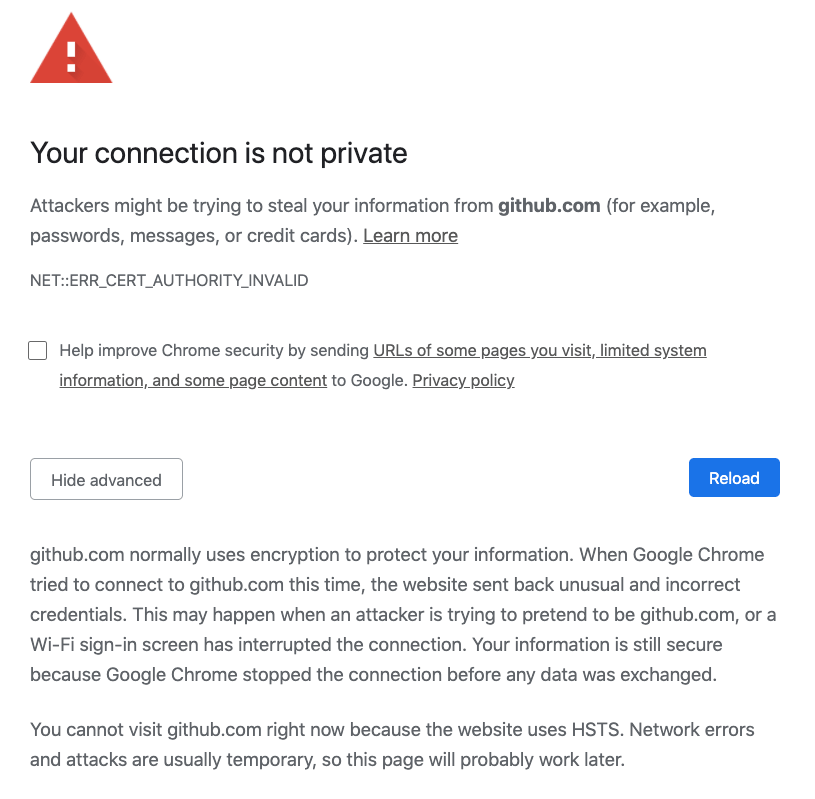 Your connection is not private
Attackers might be trying to steal your information from github.com (for example,
passwords, messages, or credit cards). Learn more
NET::ERR_CERT_AUTHORITY_INVALID
Help improve Chrome security by sending URLs of some pages you visit, limited system
information, and some page content to Google. Privacy policy
Hide advanced
Reload
github.com normally uses encryption to protect your information. When Google Chrome
tried to connect to github.com this time, the website sent back unusual and incorrect
credentials. This may happen when an attacker is trying to pretend to be github.com, or a
Wi-Fi sign-in screen has interrupted the connection. Your information is still secure
because Google Chrome stopped the connection before any data was exchanged.
You cannot visit github.com right now because the website uses HSTS. Network errors
and attacks are usually temporary, so this page will probably work later.